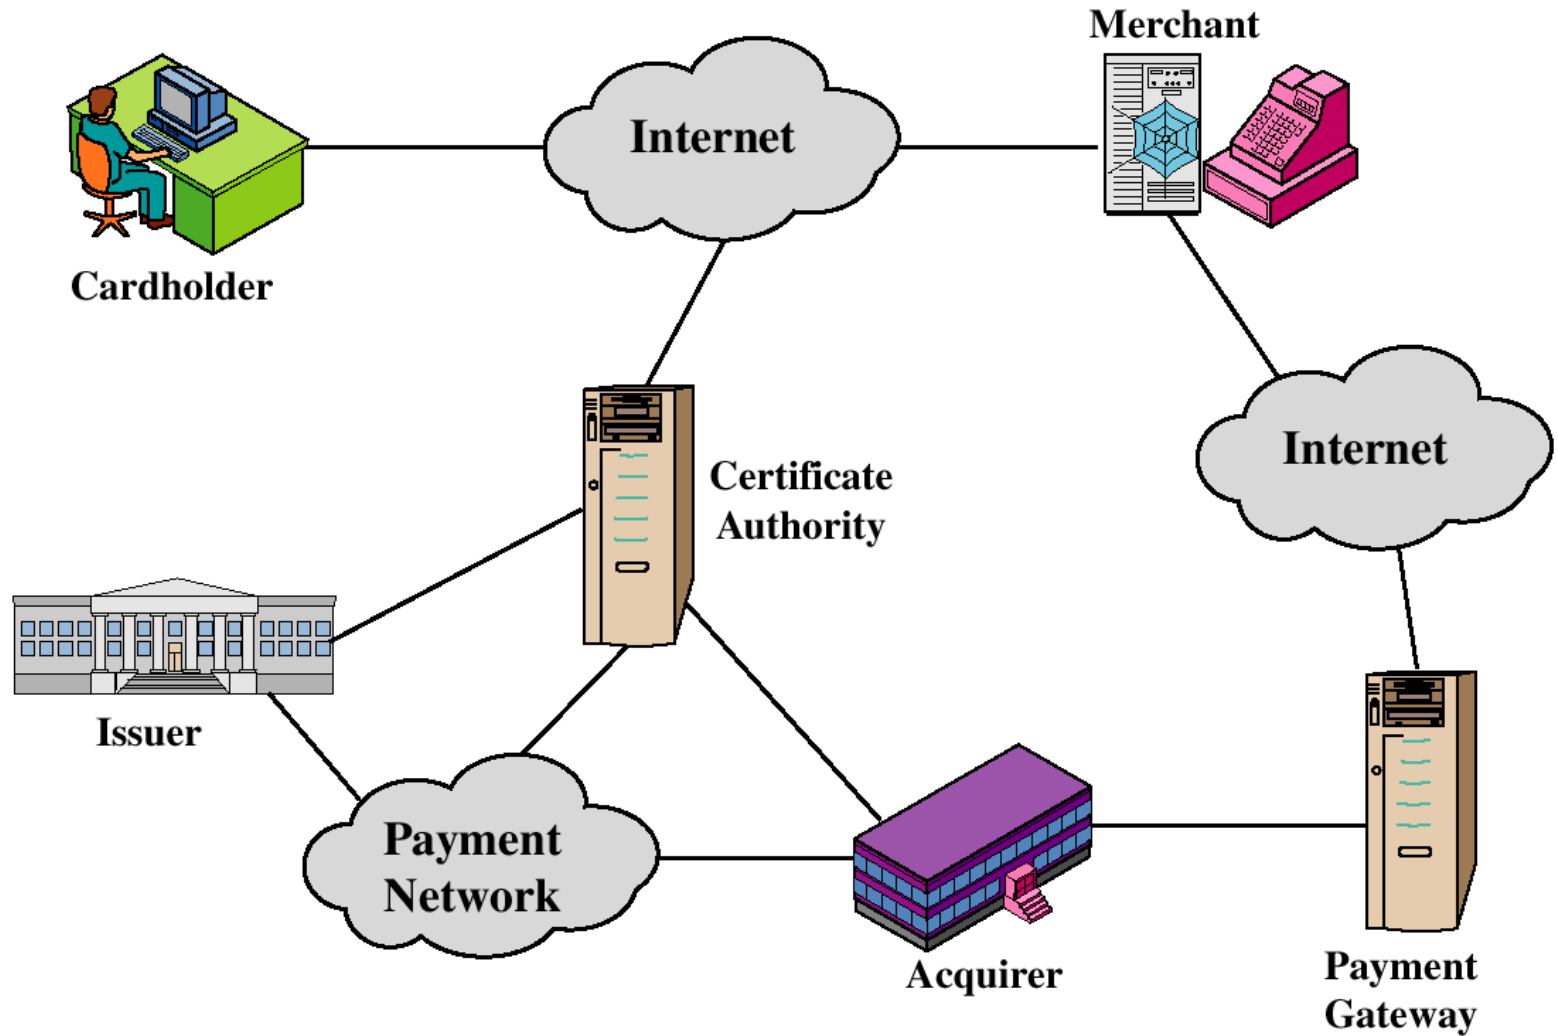 Merchant
Internet
Cardholder
Internet
Certificate
Authority
Issuer
Payment
Network
Acquirer
Payment
Gateway